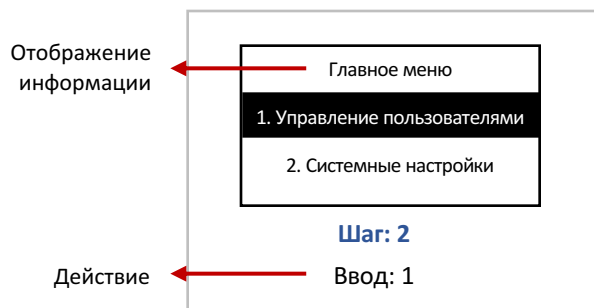 Отображение
информации
Главное меню
1. Управление пользователями
2. Системные настройки
Шаг: 2
Действие
Ввод: 1